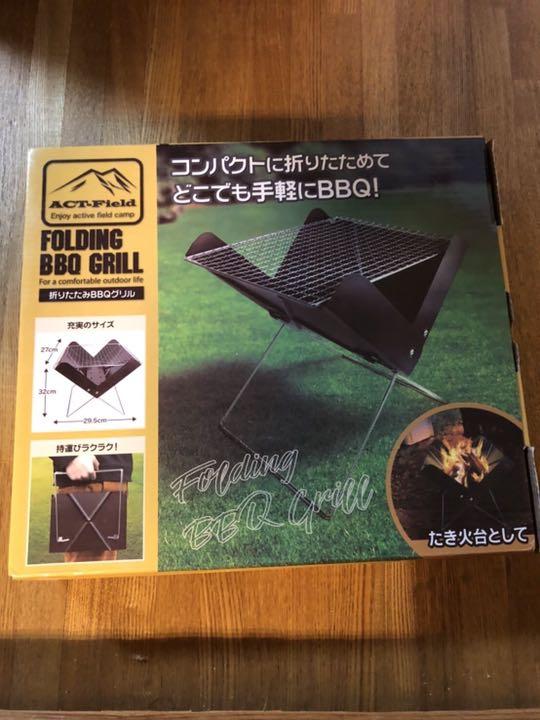 ACT-Field
Enjoy active field camp
FOLDING
BBQ GRILL
For a comfortable outdoor life
折りたたみBBQグリル
充実のサイズ
27cm
32cm
29.5cm
持運びラクラク!
コンパクトに折りたためて
どこでも手軽にBBQ!
Folding
BBQ Grill
たき火台として